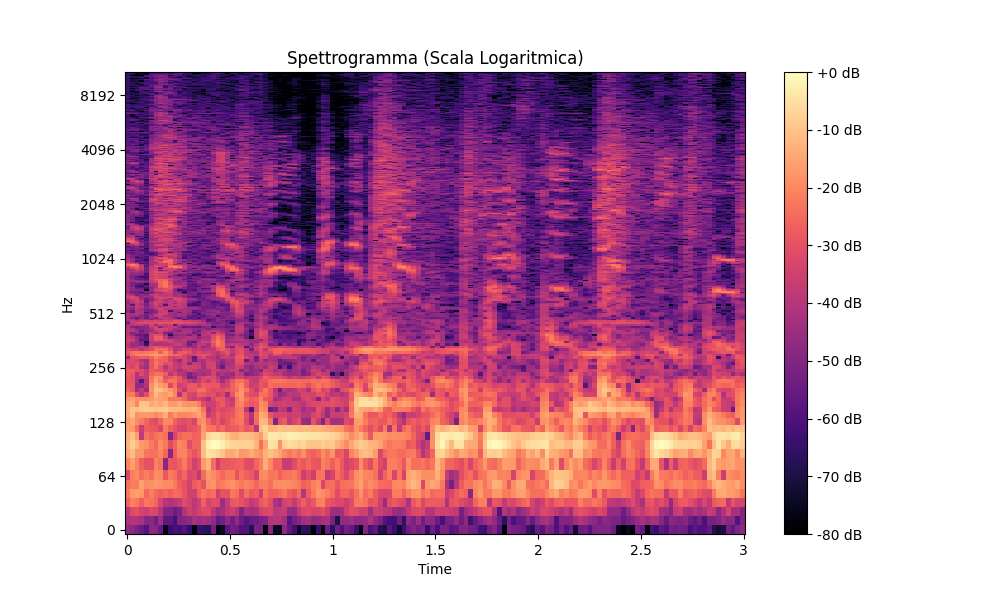 Spettrogramma (Scala Logaritmica)
Hz
8192
4096
2048
1024
512
256
128
64
0
0
0.5
1
1.5
2
2.5
3
Time
+0 dB
-10 dB
-20 dB
-30 dB
-40 dB
-50 dB
-60 dB
-70 dB
-80 dB